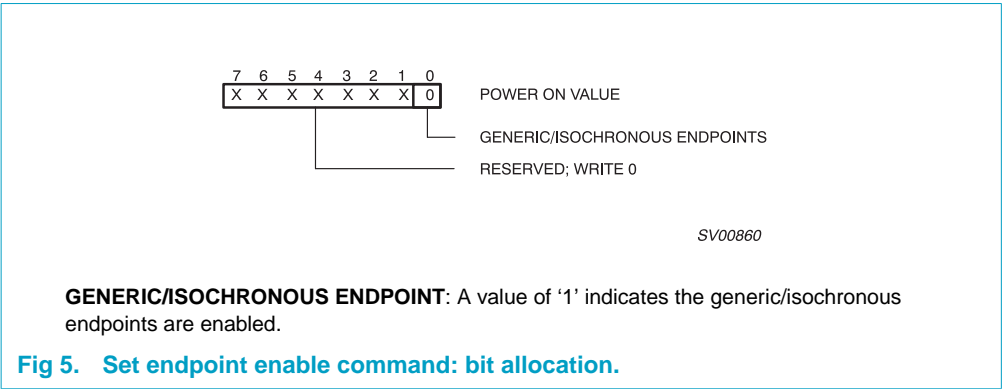 7 6 5 4 3 2 1 0
X X X X X X X 0 POWER ON VALUE
GENERIC/ISOCHRONOUS ENDPOINTS
RESERVED; WRITE 0
SV00860
GENERIC/ISOCHRONOUS ENDPOINT: A value of ‘1’ indicates the generic/isochronous
endpoints are enabled.
Fig 5. Set endpoint enable command: bit allocation.